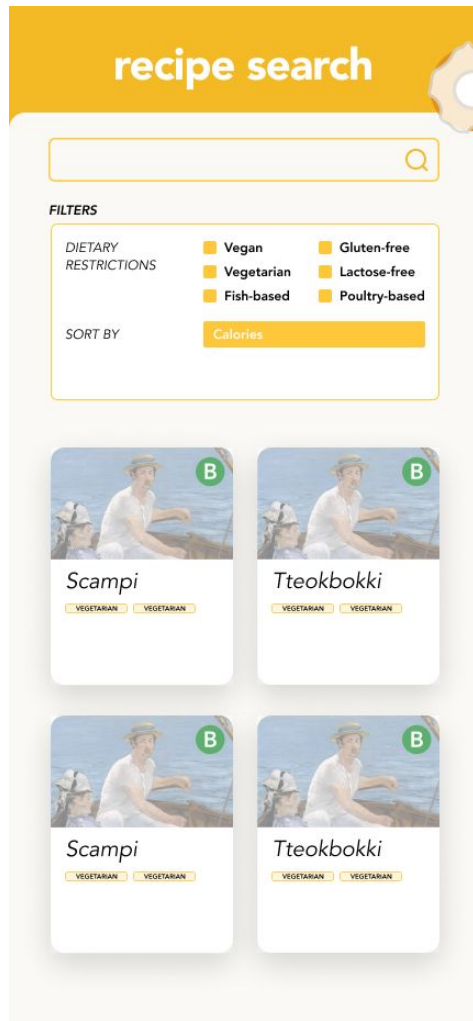 recipe search
FILTERS
DIETARY
RESTRICTIONS
Vegan
Gluten-free
Vegetarian
Lactose-free
Fish-based
Poultry-based
SORT BY
Calories
B
B
Scampi
Tteokbokki
VEGETARIAN VEGETARIAN
VEGETARIAN VEGETARIAN
B
B
Scampi
Tteokbokki
VEGETARIAN VEGETARIAN
VEGETARIAN VEGETARIAN